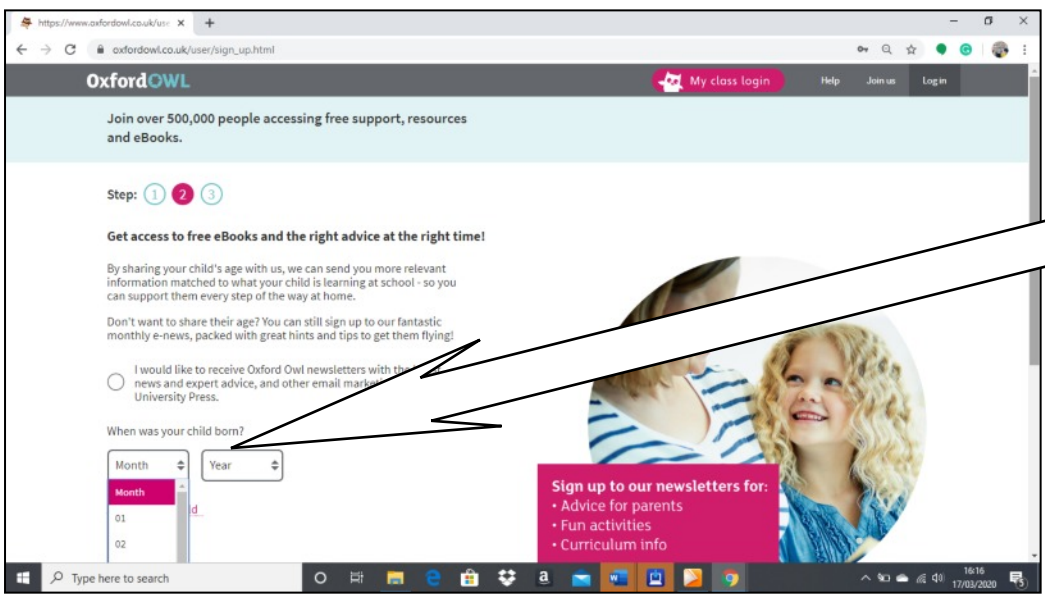 https://www.oxfordowl.co.uk/use
oxfordowl.co.uk/user/sign_up.html
OxfordOWL
My class login
Help
Join us
Log in
Join over 500,000 people accessing free support, resources
and eBooks.
Step: 1 2 3
Get access to free eBooks and the right advice at the right time!
By sharing your child's age with us, we can send you more relevant
information matched to what your child is learning at school - so you
can support them every step of the way at home.
Don't want to share their age? You can still sign up to our fantastic
monthly e-news, packed with great hints and tips to get them flying!
I would like to receive Oxford Owl newsletters with the
news and expert advice, and other email
University Press.
When was your child born?
Month
Year
Month
01
02
d
Sign up to our newsletters for:
• Advice for parents
• Fun activities
• Curriculum info
Type here to search
16:16
17/03/2020